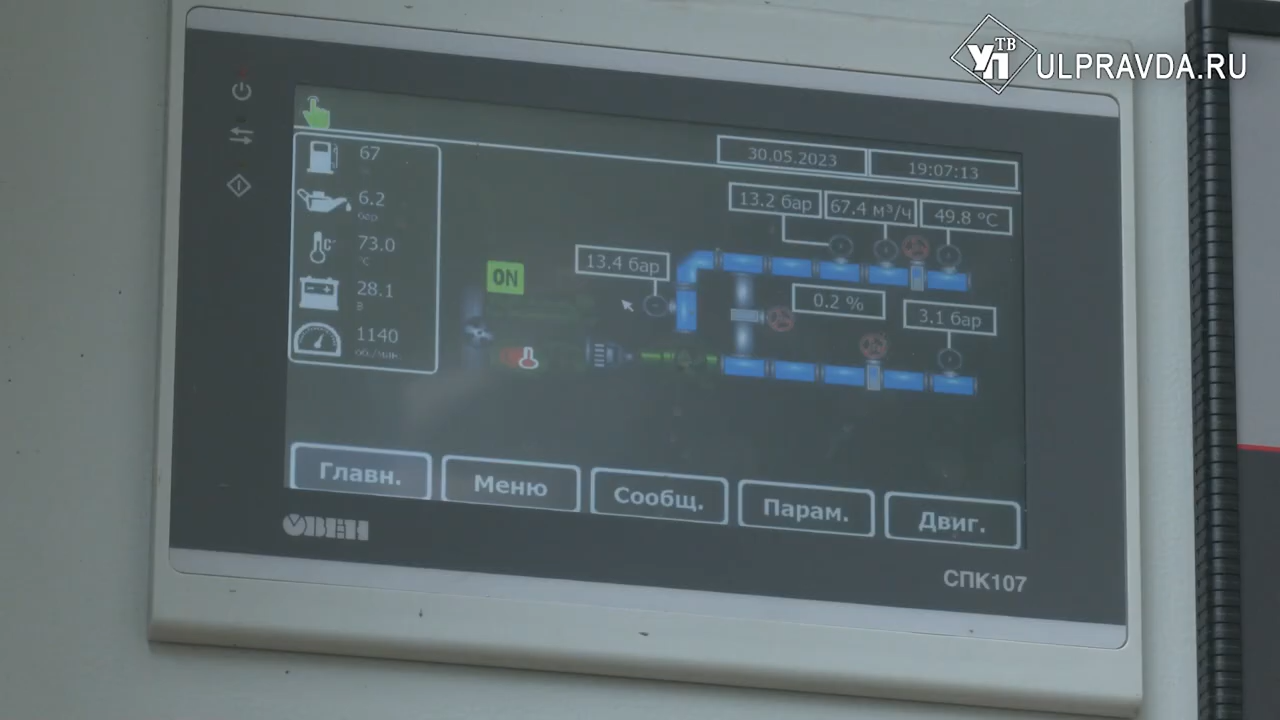 УП ТВ
ULPRAVDA.RU
67
30.05.2023
19:07:13
6.2
бар
13.2 бар
67.4 м³/ч
49.8 °C
73.0
°C
13.4 бар
ON
28.1
В
0.2 %
3.1 бар
1140
об./мин.
Главн.
Меню
Сообщ.
Парам.
Двиг.
ОВЕН
СПК107